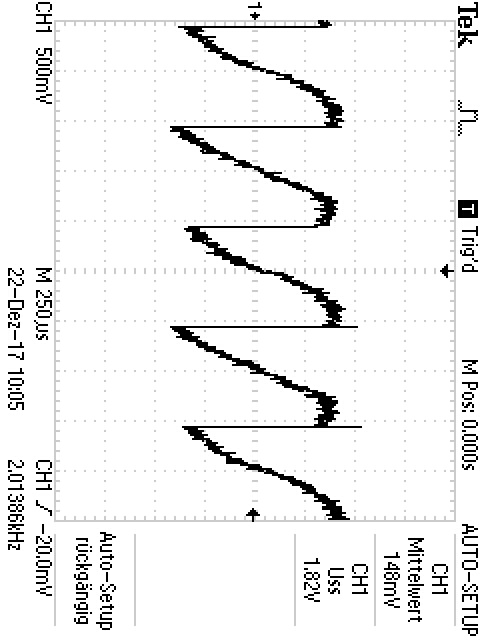 Tek T Trig'd M Pos: 0.000s AUTO-SETUP
CH1
Mittelwert
148mV
CH1
Uss
1.82V
1
Auto-Setup
rückgängig
CH1 500mV M 250µs CH1 -20.0mV
22-Dez-17 10:05 2.01386kHz